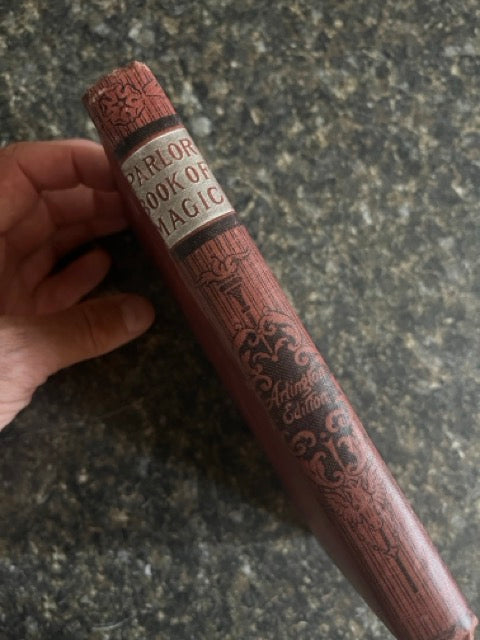 PARLOR
BOOK OF
MAGIC
Arlington
Edition